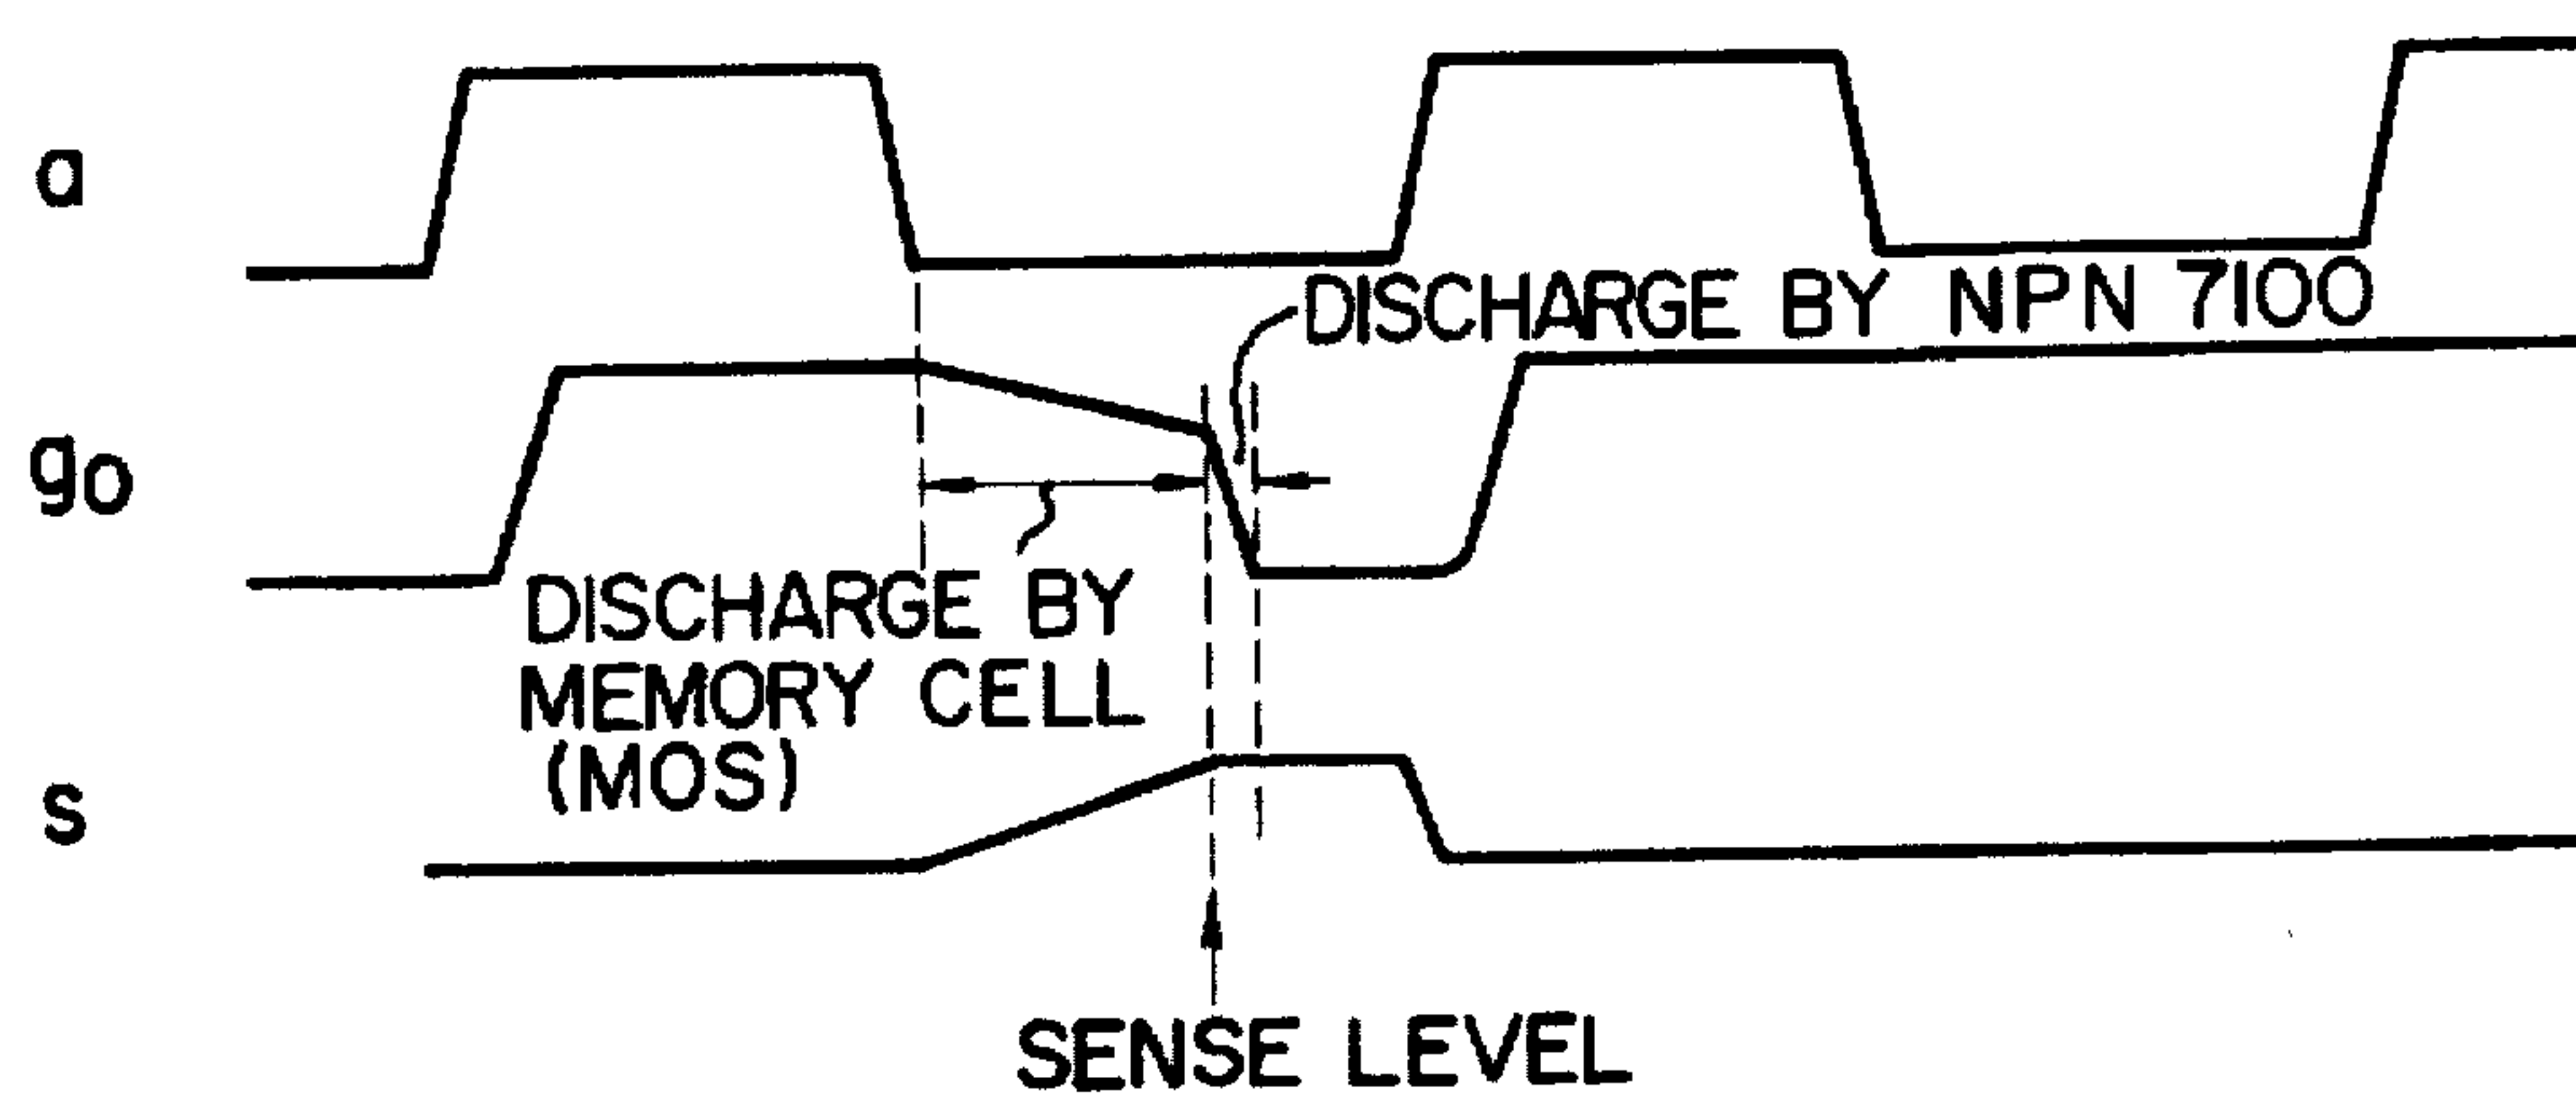 a
DISCHARGE BY NPN 7100
go
DISCHARGE BY
MEMORY CELL
(MOS)
s
SENSE LEVEL